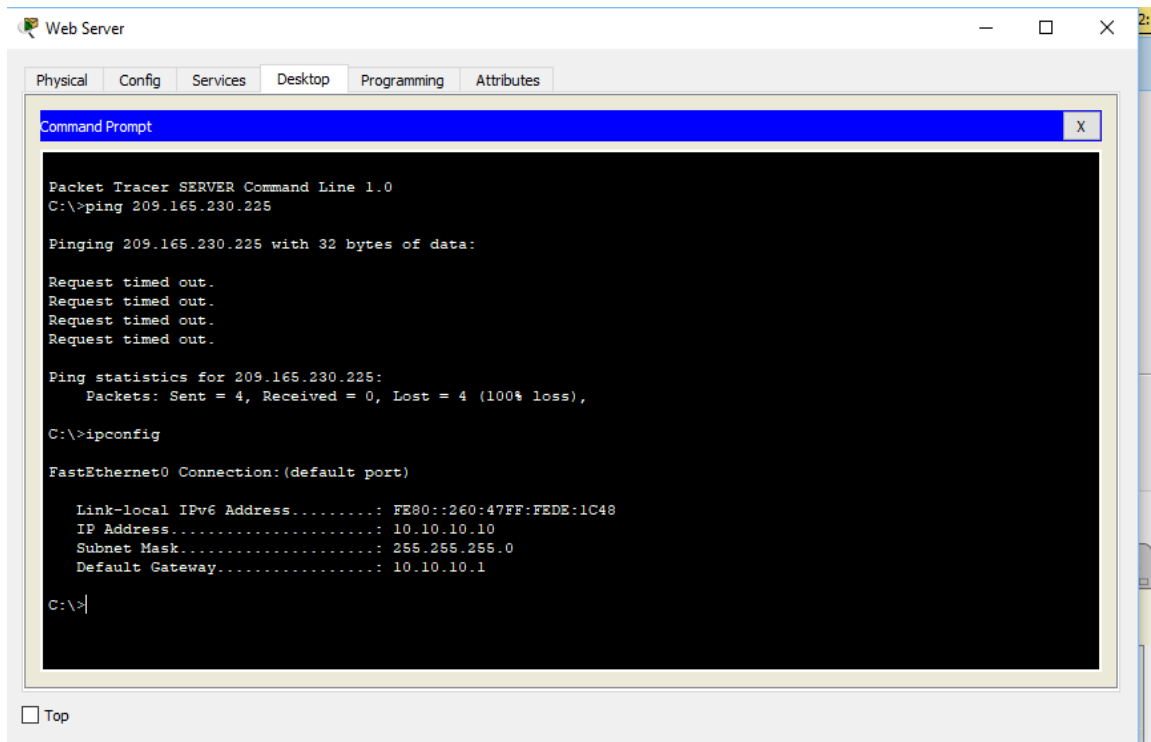 Web Server
2:
Physical Config Services Desktop Programming Attributes
Command Prompt
X
Packet Tracer SERVER Command Line 1.0
C:\>ping 209.165.230.225
Pinging 209.165.230.225 with 32 bytes of data:
Request timed out.
Request timed out.
Request timed out.
Request timed out.
Ping statistics for 209.165.230.225:
Packets: Sent = 4, Received = 0, Lost = 4 (100% loss),
C:\>ipconfig
FastEthernet0 Connection:(default port)
Link-local IPv6 Address.........: FE80::260:47FF:FEDE:1C48
IP Address......................: 10.10.10.10
Subnet Mask.....................: 255.255.255.0
Default Gateway.................: 10.10.10.1
C:\>
Top